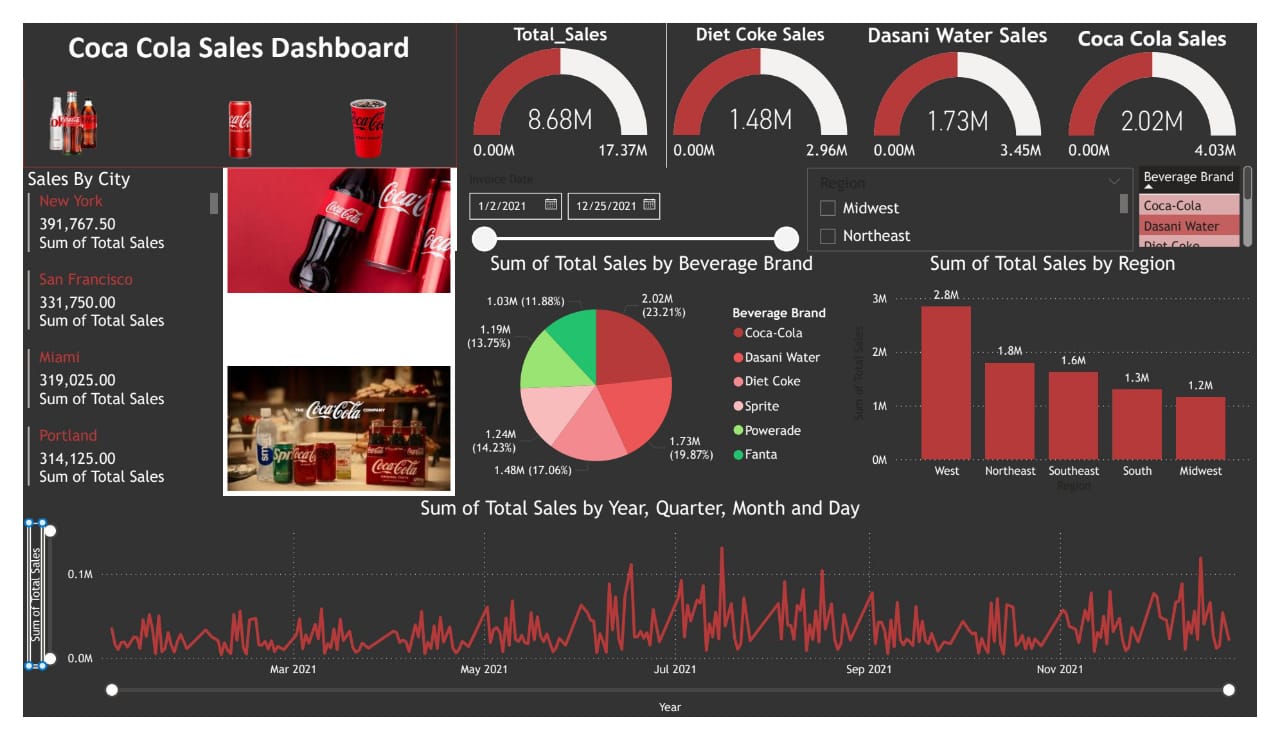 Coca Cola Sales Dashboard
Total_Sales
8.68M
0.00M
17.37M
Diet Coke Sales
1.48M
0.00M
2.96M
Dasani Water Sales
1.73M
0.00M
3.45M
Coca Cola Sales
2.02M
0.00M
4.03M
Sales By City
New York
391,767.50
Sum of Total Sales
San Francisco
331,750.00
Sum of Total Sales
Miami
319,025.00
Sum of Total Sales
Portland
314,125.00
Sum of Total Sales
Coca-Cola
THE Coca-Cola COMPANY
Coca-Cola
Invoice Date
1/2/2021
12/25/2021
Region
Midwest
Northeast
Beverage Brand
Coca-Cola
Dasani Water
Diet Coke
Sum of Total Sales by Beverage Brand
1.03M (11.88%)
2.02M
(23.21%)
1.19M
(13.75%)
1.24M
(14.23%)
1.48M (17.06%)
1.73M
(19.87%)
Beverage Brand
Coca-Cola
Dasani Water
Diet Coke
Sprite
Powerade
Fanta
Sum of Total Sales by Region
Sum of Total Sales
3M
2M
1M
0M
2.8M
1.8M
1.6M
1.3M
1.2M
West
Northeast
Southeast
South
Midwest
Region
Sum of Total Sales by Year, Quarter, Month and Day
Sum of Total Sales
0.1M
0.0M
Mar 2021
May 2021
Jul 2021
Sep 2021
Nov 2021
Year